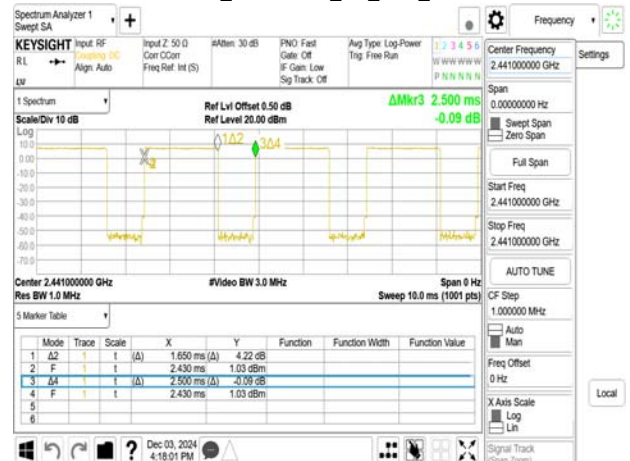 Spectrum Analyzer 1
Swept SA
Frequency
KEYSIGHT
RL
LV
Input: RF
Coupling: DC
Align: Auto
Input Z: 50 Ω
Corr CCorr
Freq Ref: Int (S)
#Atten: 30 dB
PNO: Fast
Gate: Off
IF Gain: Low
Sig Track: Off
Avg Type: Log-Power
Trig: Free Run
1 2 3 4 5 6
W W W W W W
P N N N N N
Center Frequency
2.441000000 GHz
Settings
1 Spectrum
Scale/Div 10 dB
Ref Lvl Offset 0.50 dB
Ref Level 20.00 dBm
ΔMkr3 2.500 ms
-0.09 dB
Span
0.00000000 Hz
Swept Span
Zero Span
Log
10.0
0.00
-10.0
-20.0
-30.0
-40.0
-50.0
-60.0
-70.0
1Δ2
3Δ4
Full Span
Start Freq
2.441000000 GHz
Stop Freq
2.441000000 GHz
AUTO TUNE
Center 2.441000000 GHz
Res BW 1.0 MHz
#Video BW 3.0 MHz
Span 0 Hz
Sweep 10.0 ms (1001 pts)
CF Step
1.000000 MHz
Auto
Man
5 Marker Table
Mode Trace Scale X Y Function Function Width Function Value
1 Δ2 1 t (Δ) 1.650 ms (Δ) 4.22 dB
2 F 1 t 2.430 ms 1.03 dBm
3 Δ4 1 t (Δ) 2.500 ms (Δ) -0.09 dB
4 F 1 t 2.430 ms 1.03 dBm
5
6
Freq Offset
0 Hz
X Axis Scale
Log
Lin
Local
Signal Track
(Span Zoom)
?
Dec 03, 2024
4:18:01 PM